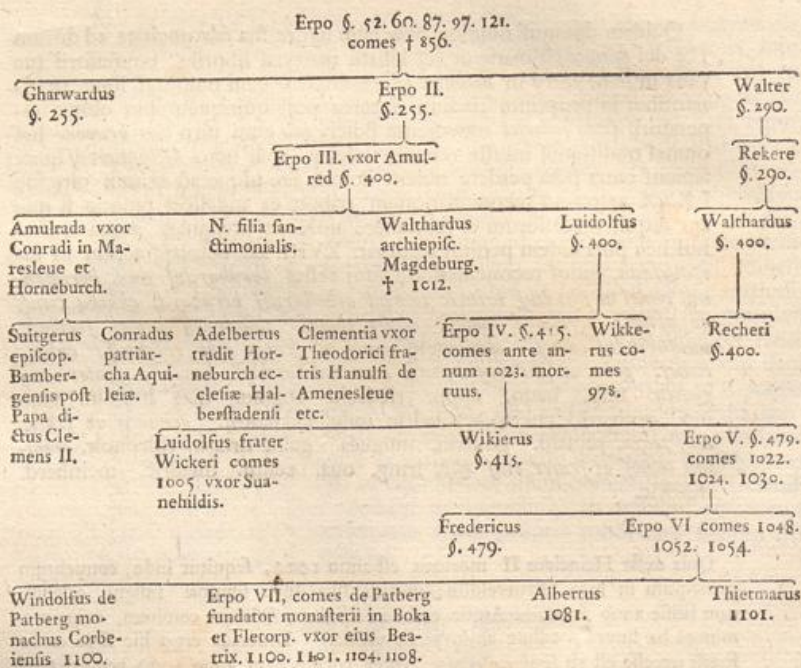 Erpo §. 52. 60. 87. 97. 121.
comes † 856.
Gharwardus
§. 255.
Erpo II.
§. 255.
Walter
§. 290.
Erpo III. vxor Amul-
red §. 400.
Rekere
§. 290.
Amulrada vxor
Conradi in Ma-
resleue et
Horneburch.
N. filia ſan-
ctimonialis.
Walthardus
archiepiſc.
Magdeburg.
† 1012.
Luidolfus
§. 400.
Walthardus
§. 400.
Suitgerus
epiſcop.
Bamber-
genſis poſt
Papa di-
ctus Cle-
mens II.
Conradus
patriar-
cha Aqui-
leiæ.
Adelbertus
tradit Hor-
neburch ec-
cleſiæ Hal-
berſtadenſi
Clementia vxor
Theodorici fra-
tris Hanulfi de
Amenesleue
etc.
Erpo IV. §. 415.
comes ante an-
num 1023. mor-
tuus.
Wikke-
rus co-
mes
978.
Recheri
§. 400.
Luidolfus frater
Wickeri comes
1005 vxor Sua-
nehildis.
Wikierus
§. 415.
Erpo V. §. 479.
comes 1022.
1024. 1030.
Fredericus
§. 479.
Erpo VI comes 1048.
1052. 1054.
Windolfus de
Patberg mo-
nachus Corbe-
ienſis 1100.
Erpo VII, comes de Patberg
fundator monaſterii in Boka
et Fletorp. vxor eius Bea-
trix. 1100. 1101. 1104. 1108.
Albertus
1081.
Thietmarus
1101.